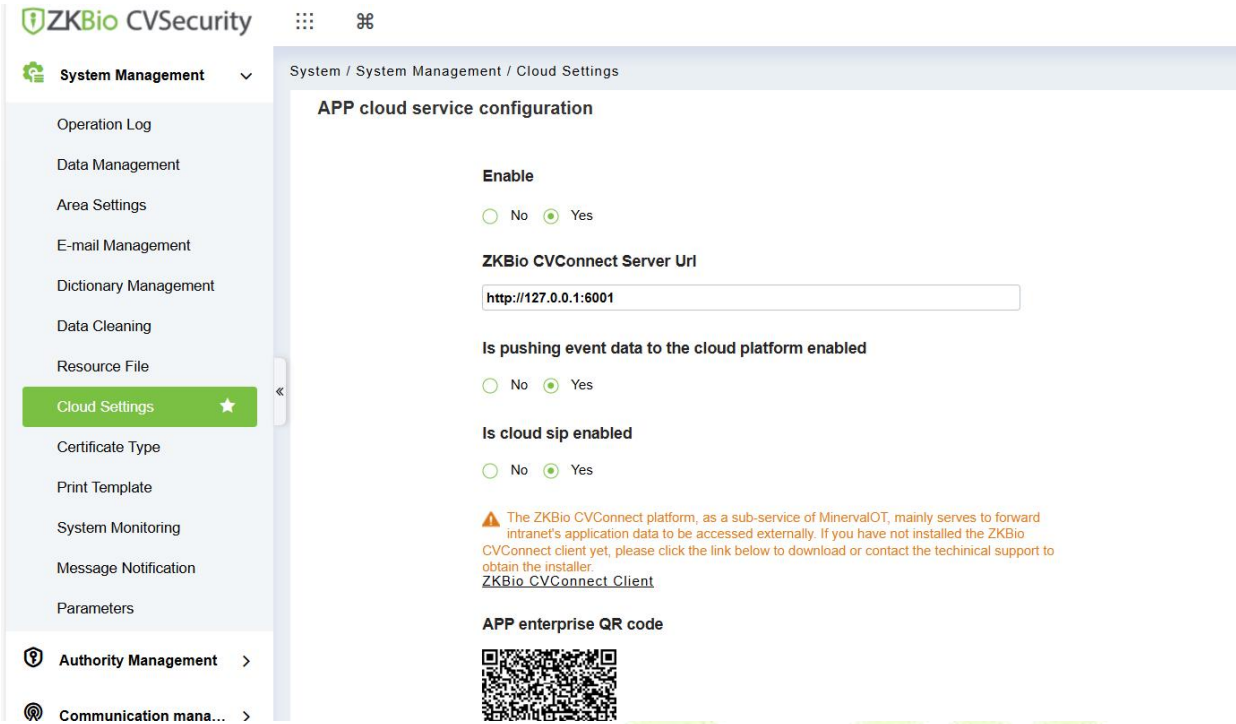 ZKBio CVSecurity
System Management
Operation Log
Data Management
Area Settings
E-mail Management
Dictionary Management
Data Cleaning
Resource File
Cloud Settings
Certificate Type
Print Template
System Monitoring
Message Notification
Parameters
Authority Management
Communication mana...
System / System Management / Cloud Settings
APP cloud service configuration
Enable
No Yes
ZKBio CVConnect Server Url
http://127.0.0.1:6001
Is pushing event data to the cloud platform enabled
No Yes
Is cloud sip enabled
No Yes
The ZKBio CVConnect platform, as a sub-service of MinervaIOT, mainly serves to forward
intranet's application data to be accessed externally. If you have not installed the ZKBio
CVConnect client yet, please click the link below to download or contact the techinical support to
obtain the installer.
ZKBio CVConnect Client
APP enterprise QR code